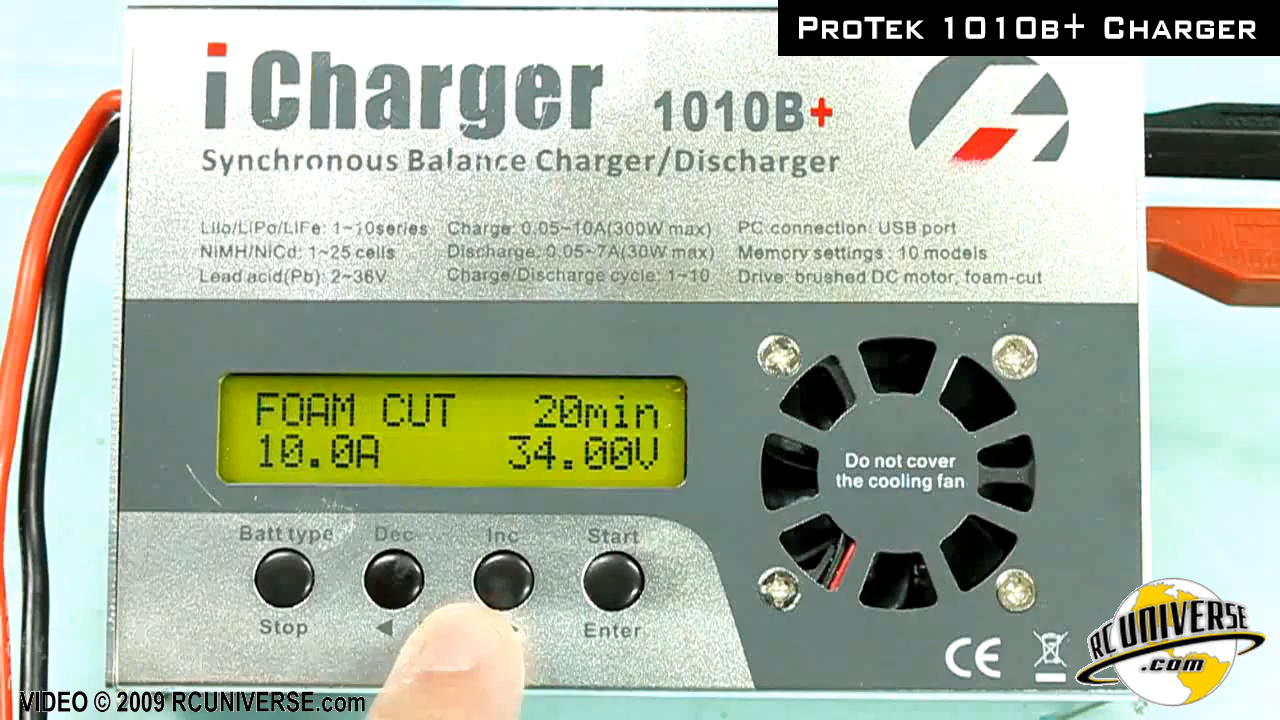 ProTek 1010b+ Charger
iCharger 1010B+
Synchronous Balance Charger/Discharger
LiIo/LiPo/LiFe: 1~10series Charge: 0.05~10A(300W max) PC connection: USB port
NiMH/NiCd: 1~25 cells Discharge: 0.05~7A(30W max) Memory settings : 10 models
Lead acid(Pb): 2~36V Charge/Discharge cycle: 1~10 Drive: brushed DC motor, foam-cut
FOAM CUT 20min
10.0A 34.00V
Do not cover
the cooling fan
Batt type Dec Inc Start
Stop ◀ Enter
CE
RCUNIVERSE
.com
VIDEO © 2009 RCUNIVERSE.com